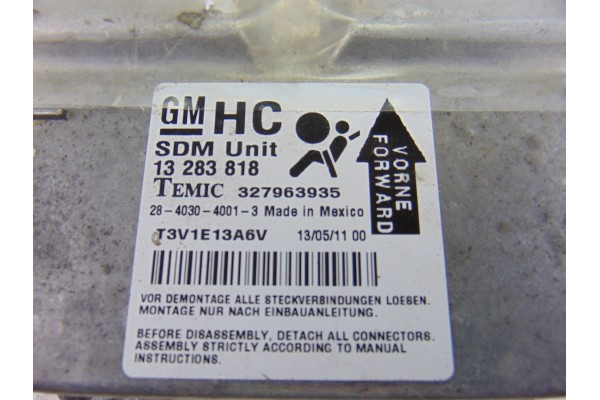 GM HC
SDM Unit
13 283 818
TEMIC 327963935
28-4030-4001-3 Made in Mexico
T3V1E13A6V 13/05/11 00
VORNE
FORWARD
VOR DEMONTAGE ALLE STECKVERBINDUNGEN LOESEN.
MONTAGE NUR NACH EINBAUANLEITUNG.
BEFORE DISASSEMBLY, DETACH ALL CONNECTORS.
ASSEMBLY STRICTLY ACCORDING TO MANUAL
INSTRUCTIONS.